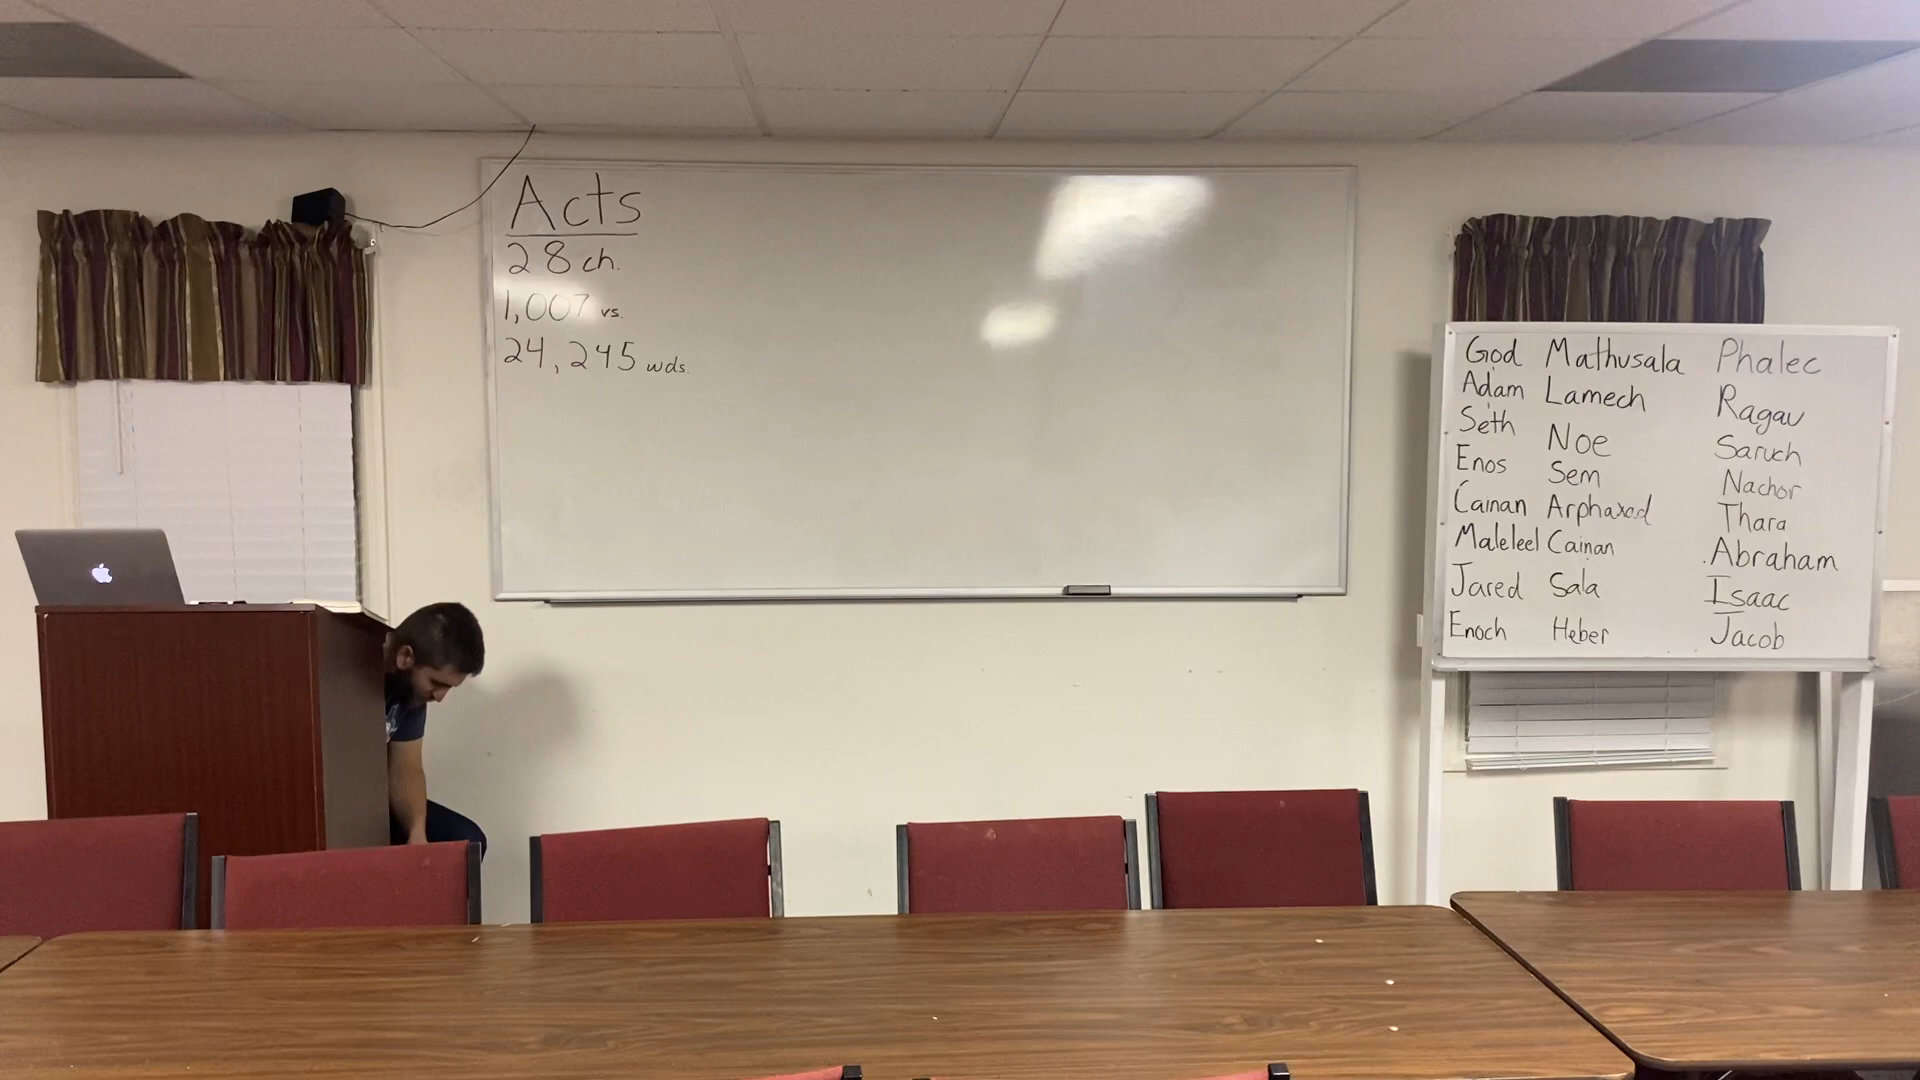 Acts
28 ch.
1,007 vs.
24,245 wds.
God
Adam
Seth
Enos
Cainan
Maleleel
Jared
Enoch
Mathusala
Lamech
Noe
Sem
Arphaxad
Cainan
Sala
Heber
Phalec
Ragau
Saruch
Nachor
Thara
Abraham
Isaac
Jacob